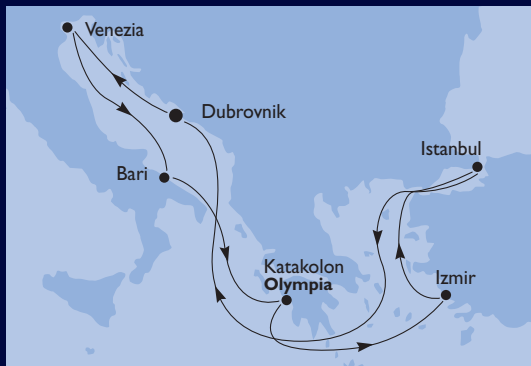 Venezia
Dubrovnik
Istanbul
Bari
Katakolon
Olympia
Izmir